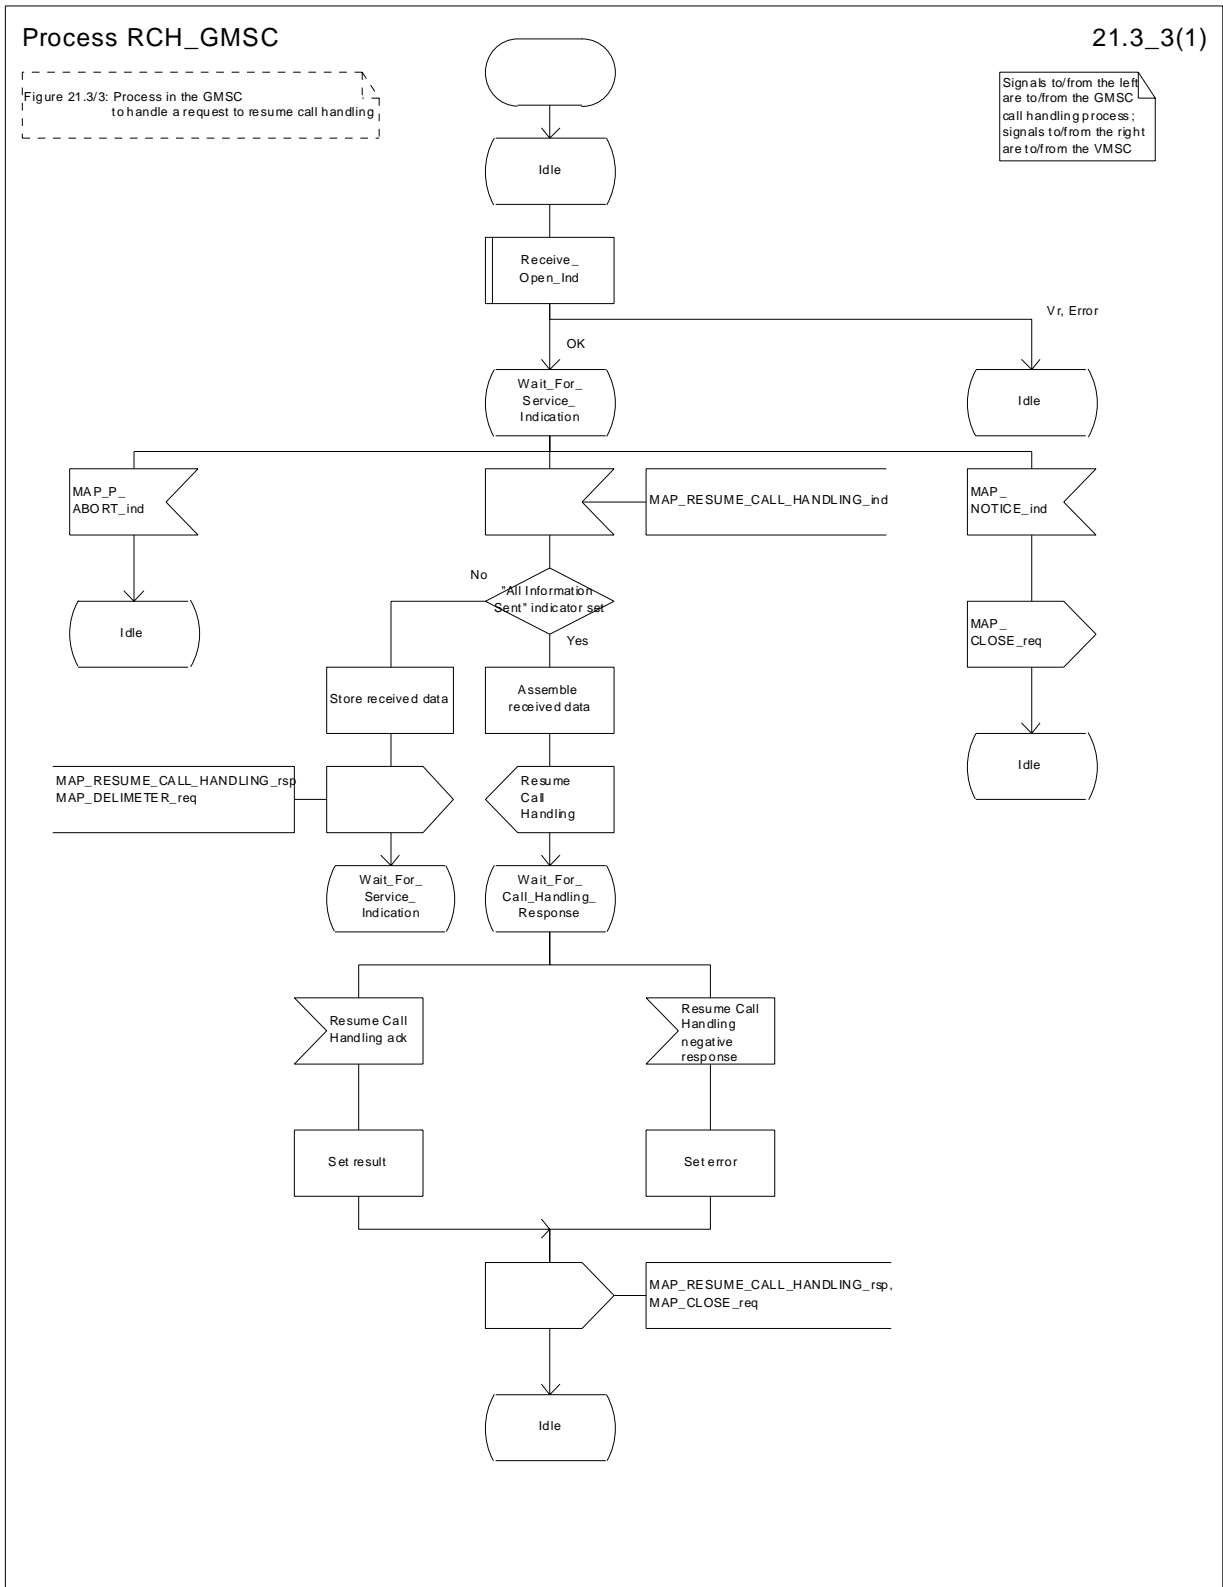 Process RCH_GMSC
21.3_3(1)
Figure 21.3/3: Process in the GMSC
to handle a request to resume call handling
Signals to/from the left
are to/from the GMSC
call handling process;
signals to/from the right
are to/from the VMSC
Idle
Receive_
Open_Ind
Vr, Error
OK
Wait_For_
Service_
Indication
Idle
MAP_P_
ABORT_ind
MAP_RESUME_CALL_HANDLING_ind
MAP_
NOTICE_ind
No
"All Information
Sent" indicator set
Yes
Idle
MAP_
CLOSE_req
Store received data
Assemble
received data
Idle
MAP_RESUME_CALL_HANDLING_rsp
MAP_DELIMETER_req
Resume
Call
Handling
Wait_For_
Service_
Indication
Wait_For_
Call_Handling_
Response
Resume Call
Handling ack
Resume Call
Handling
negative
response
Set result
Set error
MAP_RESUME_CALL_HANDLING_rsp,
MAP_CLOSE_req
Idle